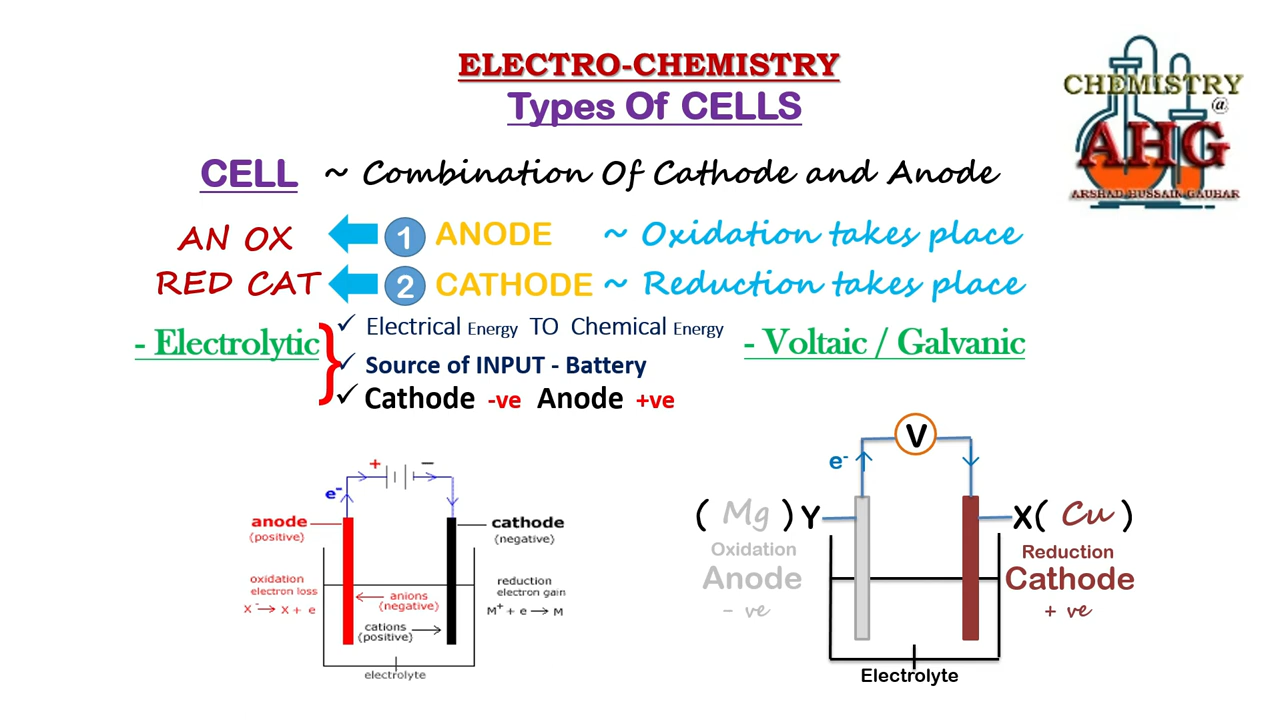 ELECTRO-CHEMISTRY
Types Of CELLS
CHEMISTRY
@
AHG
ARSHAD HUSSAIN GAUHAR
CELL ~ Combination Of Cathode and Anode
AN OX 1 ANODE ~ Oxidation takes place
RED CAT 2 CATHODE ~ Reduction takes place
- Electrolytic
✓ Electrical Energy TO Chemical Energy
✓ Source of INPUT - Battery
✓ Cathode -ve Anode +ve
- Voltaic / Galvanic
+ −
e-
anode
(positive)
cathode
(negative)
oxidation
electron loss
X⁻ → X + e
anions
(negative)
cations
(positive)
reduction
electron gain
M⁺ + e → M
electrolyte
V
e-
( Mg ) Y
X ( Cu )
Oxidation
Anode
- ve
Reduction
Cathode
+ ve
Electrolyte